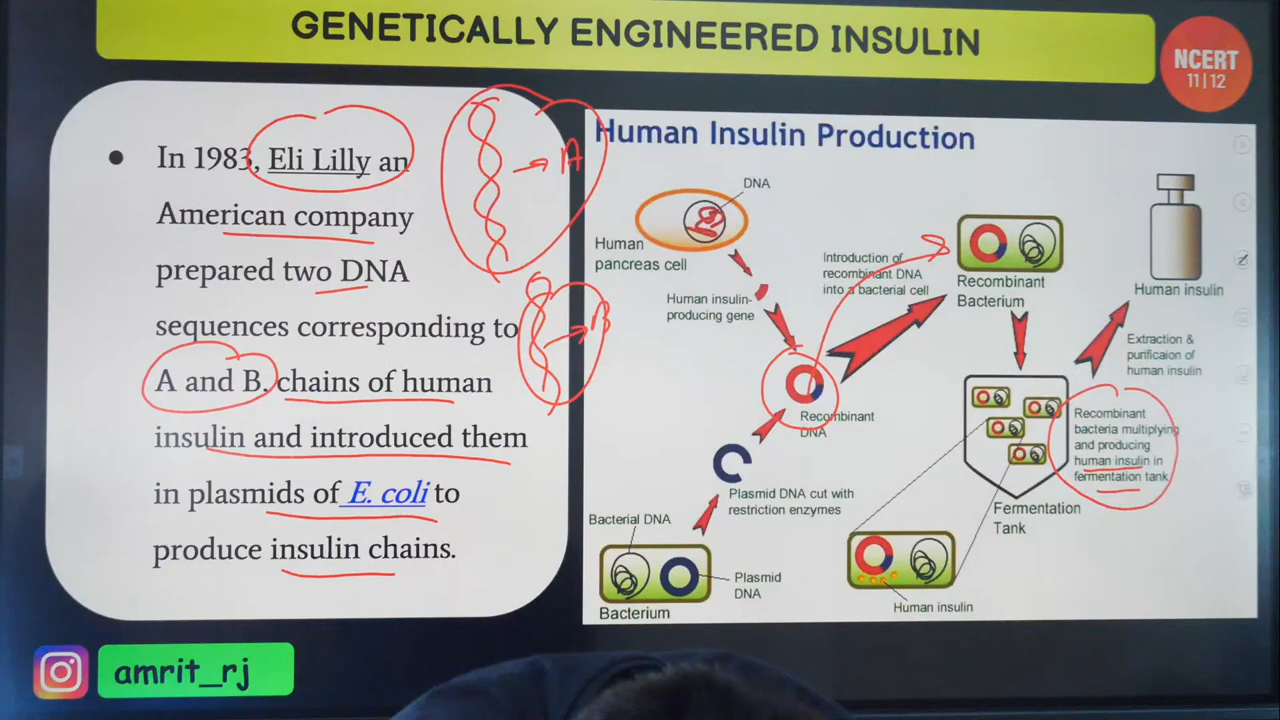 GENETICALLY ENGINEERED INSULIN
NCERT
11|12
● In 1983, Eli Lilly an
American company
prepared two DNA
sequences corresponding to
A and B, chains of human
insulin and introduced them
in plasmids of E. coli to
produce insulin chains.
A
B
Human Insulin Production
DNA
Human
pancreas cell
Human insulin-
producing gene
Introduction of
recombinant DNA
into a bacterial cell
Recombinant
Bacterium
Human insulin
Extraction &
purificaion of
human insulin
Recombinant
DNA
Recombinant
bacteria multiplying
and producing
human insulin in
fermentation tank
Plasmid DNA cut with
restriction enzymes
Fermentation
Tank
Bacterial DNA
Plasmid
DNA
Bacterium
Human insulin
amrit_rj